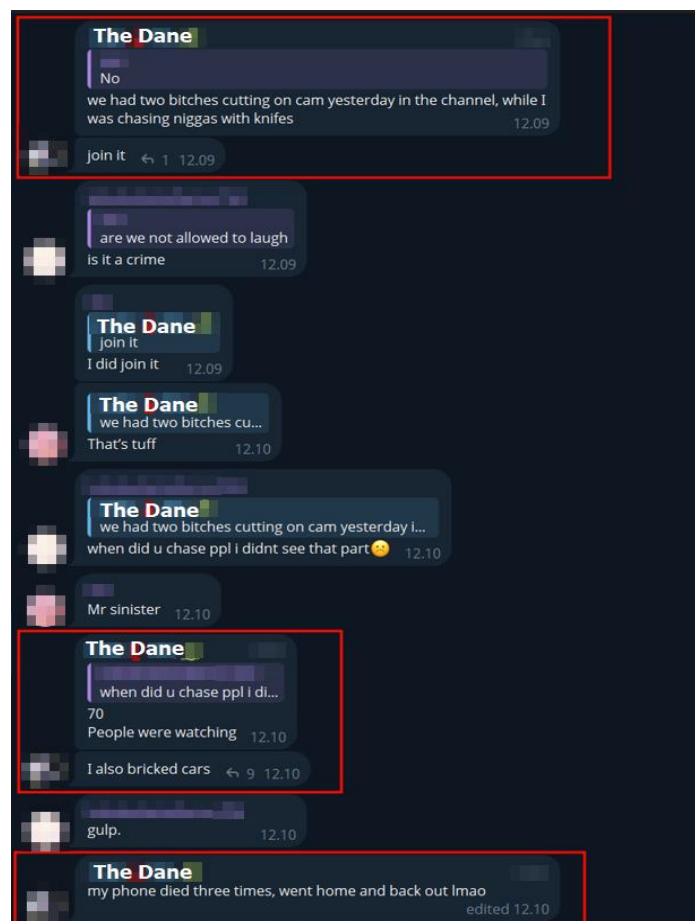 The Dane
No
we had two bitches cutting on cam yesterday in the channel, while I
was chasing niggas with knifes
12.09
join it 1 12.09
are we not allowed to laugh
is it a crime 12.09
The Dane
join it
I did join it 12.09
The Dane
we had two bitches cu...
That's tuff 12.10
The Dane
we had two bitches cutting on cam yesterday i...
when did u chase ppl i didnt see that part☹️ 12.10
Mr sinister 12.10
The Dane
when did u chase ppl i di...
70
People were watching 12.10
I also bricked cars 9 12.10
gulp. 12.10
The Dane
my phone died three times, went home and back out lmao
edited 12.10